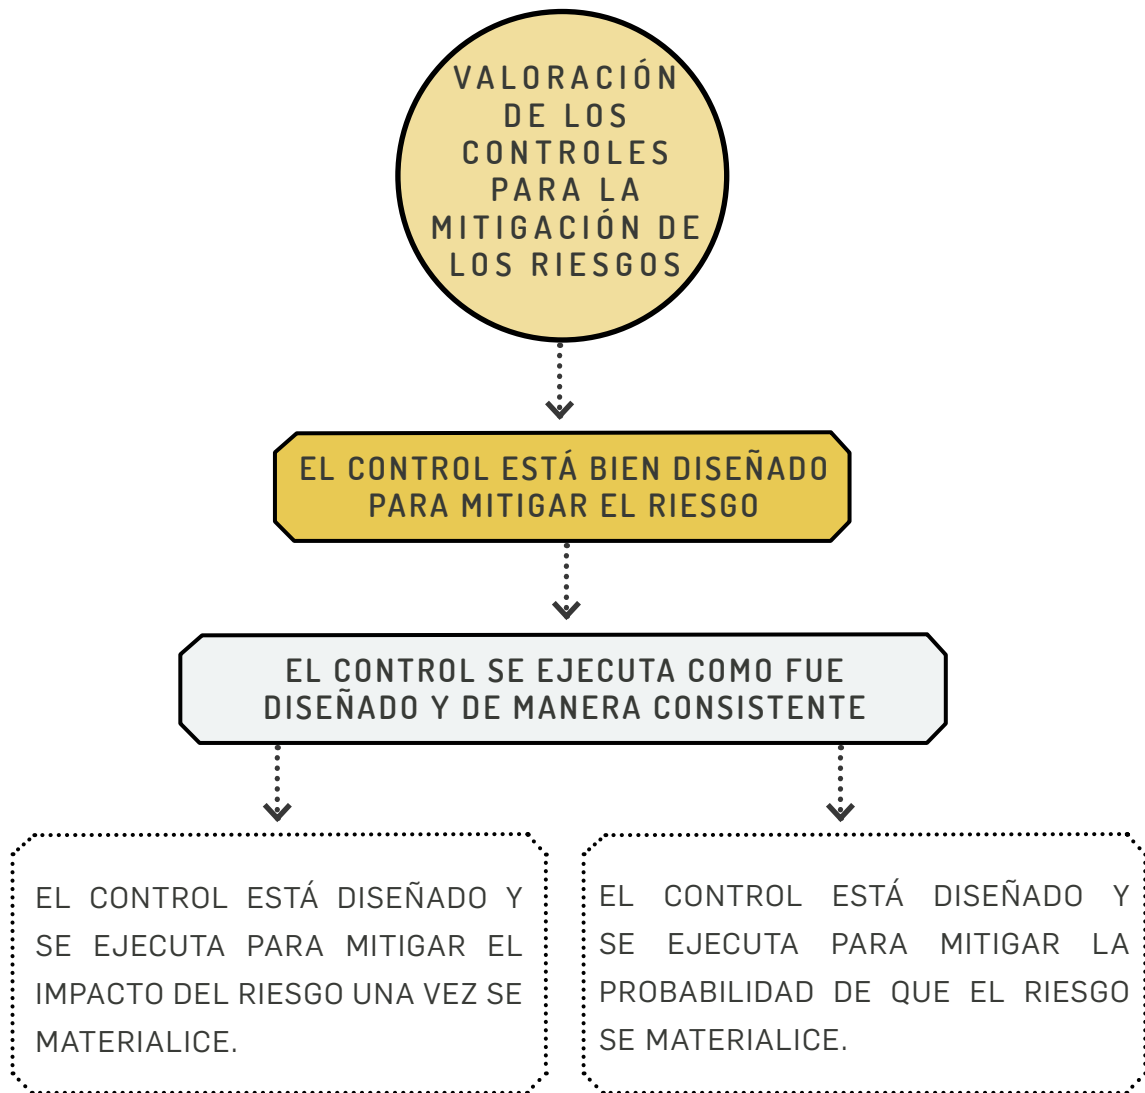 VALORACIÓN
DE LOS
CONTROLES
PARA LA
MITIGACIÓN DE
LOS RIESGOS
EL CONTROL ESTÁ BIEN DISEÑADO
PARA MITIGAR EL RIESGO
EL CONTROL SE EJECUTA COMO FUE
DISEÑADO Y DE MANERA CONSISTENTE
EL CONTROL ESTÁ DISEÑADO Y
SE EJECUTA PARA MITIGAR EL
IMPACTO DEL RIESGO UNA VEZ SE
MATERIALICE.
EL CONTROL ESTÁ DISEÑADO Y
SE EJECUTA PARA MITIGAR LA
PROBABILIDAD DE QUE EL RIESGO
SE MATERIALICE.